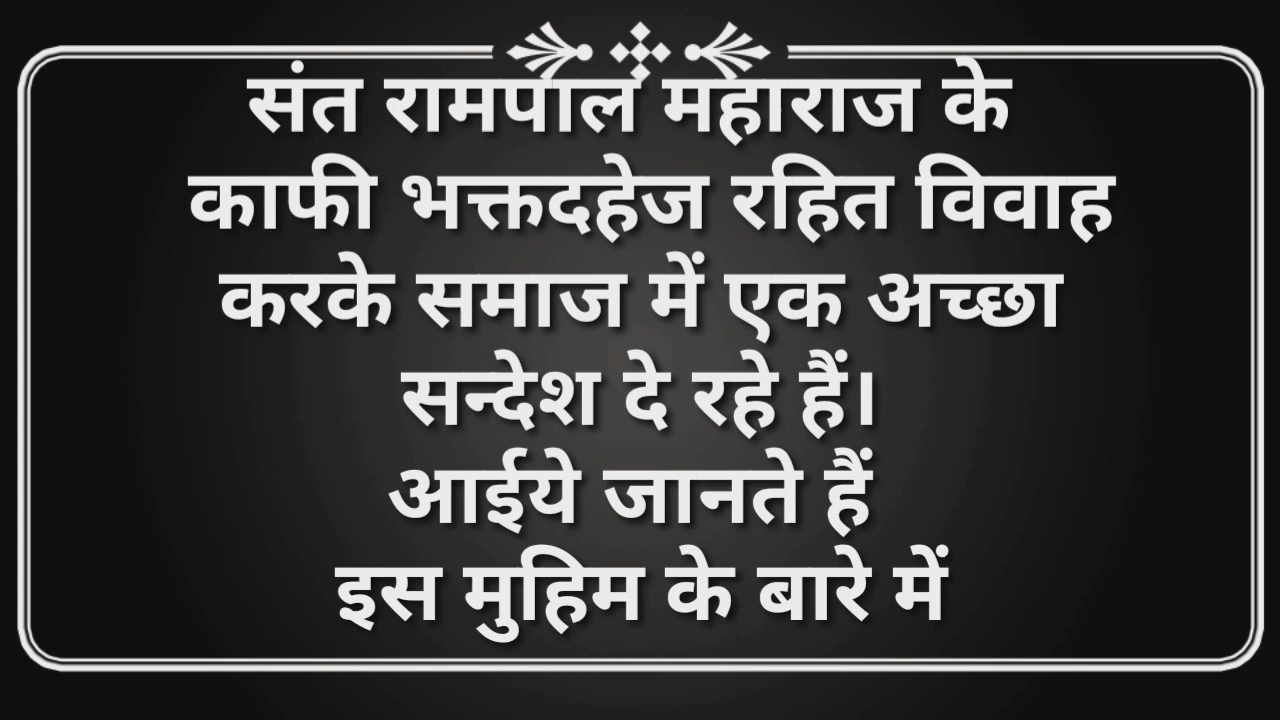 संत रामपाल महाराज के
काफी भक्तदहेज रहित विवाह
करके समाज में एक अच्छा
सन्देश दे रहे हैं।
आईये जानते हैं
इस मुहिम के बारे में